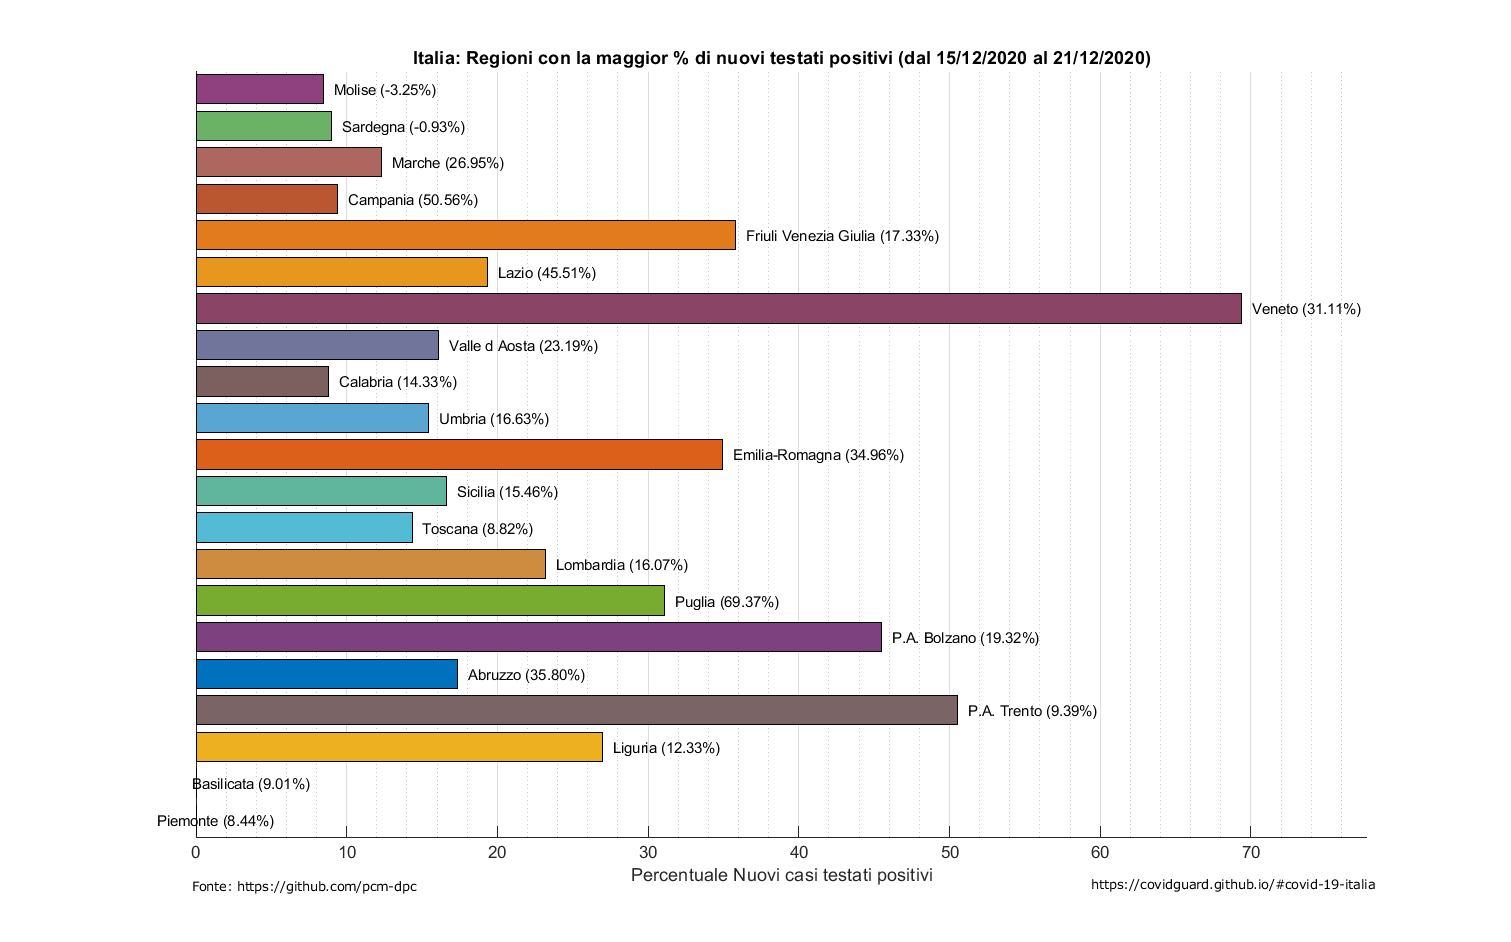 Italia: Regioni con la maggior % di nuovi testati positivi (dal 15/12/2020 al 21/12/2020)
Molise (-3.25%)
Sardegna (-0.93%)
Marche (26.95%)
Campania (50.56%)
Friuli Venezia Giulia (17.33%)
Lazio (45.51%)
Veneto (31.11%)
Valle d Aosta (23.19%)
Calabria (14.33%)
Umbria (16.63%)
Emilia-Romagna (34.96%)
Sicilia (15.46%)
Toscana (8.82%)
Lombardia (16.07%)
Puglia (69.37%)
P.A. Bolzano (19.32%)
Abruzzo (35.80%)
P.A. Trento (9.39%)
Liguria (12.33%)
Basilicata (9.01%)
Piemonte (8.44%)
0 10 20 30 40 50 60 70
Percentuale Nuovi casi testati positivi
Fonte: https://github.com/pcm-dpc
https://covidguard.github.io/#covid-19-italia